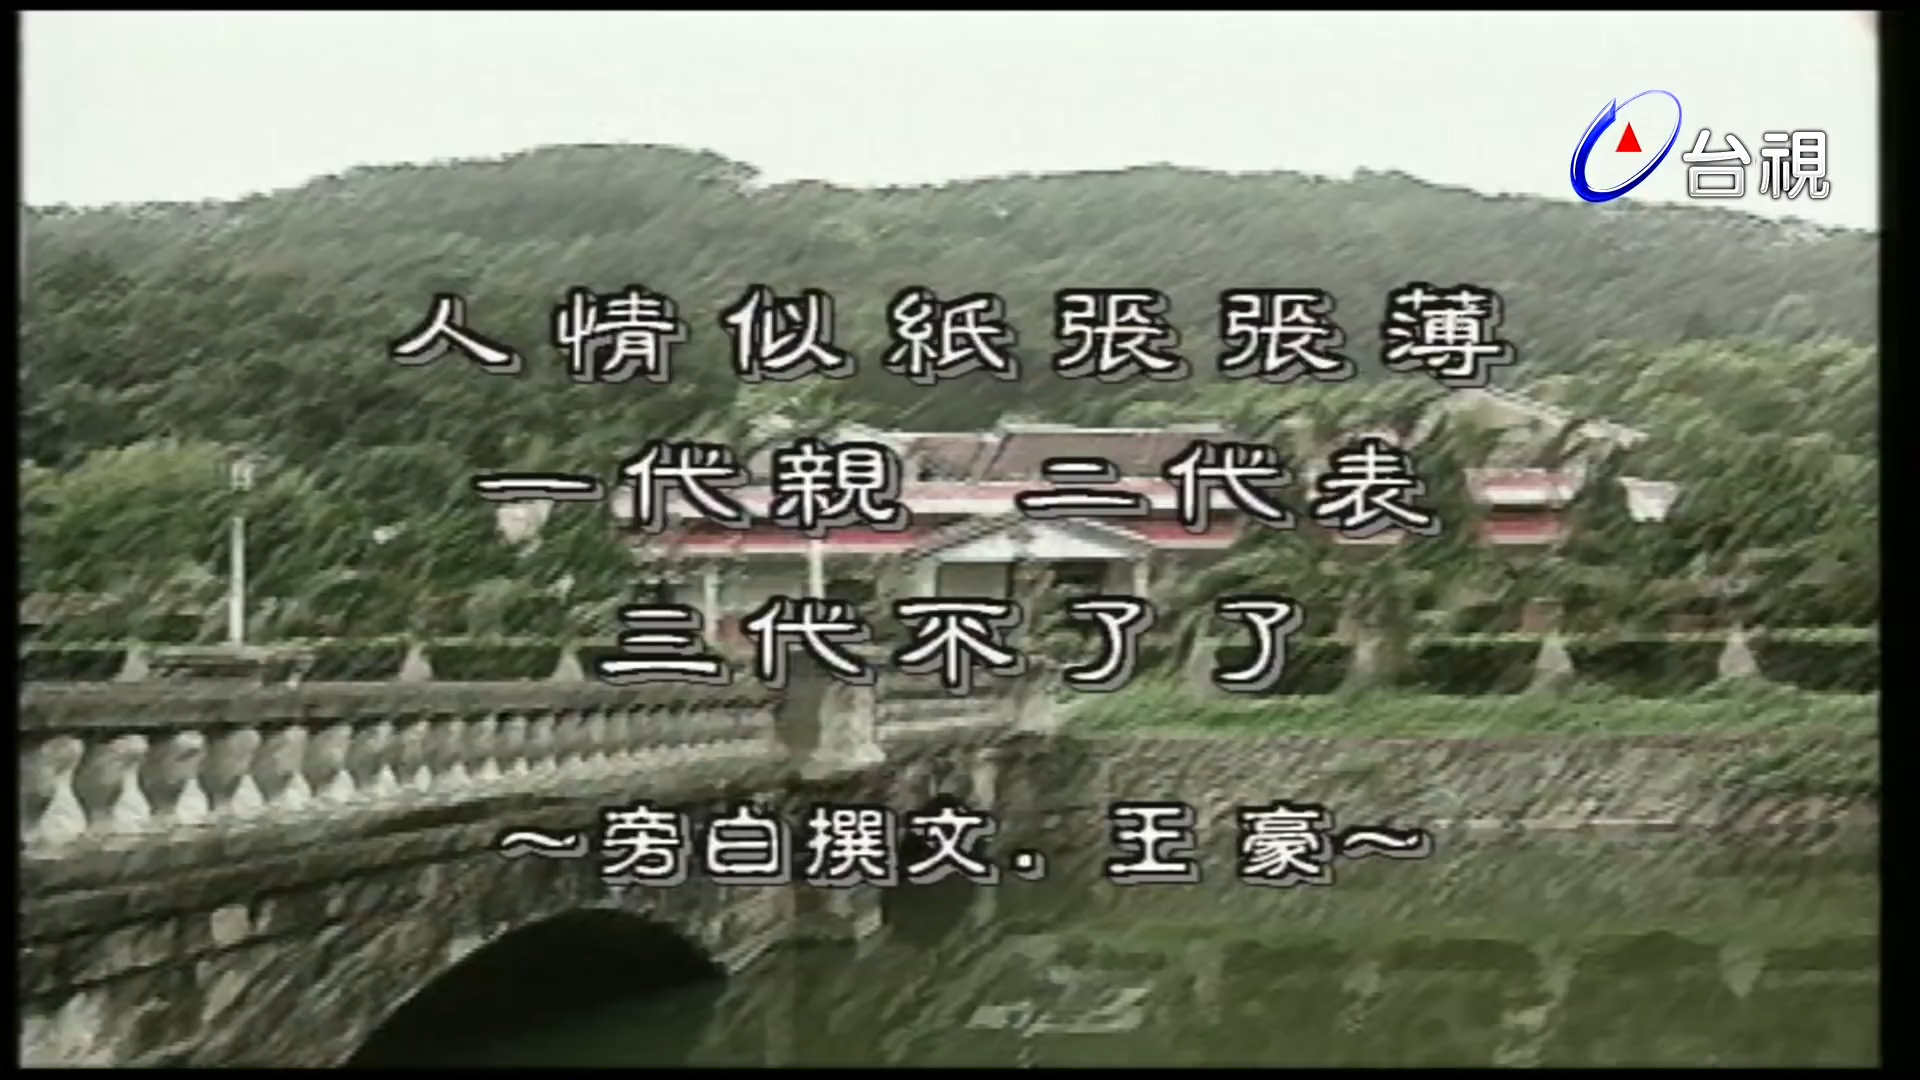 台視
人情似紙張張薄
一代親 二代表
三代不了了
~旁白撰文. 王 豪~